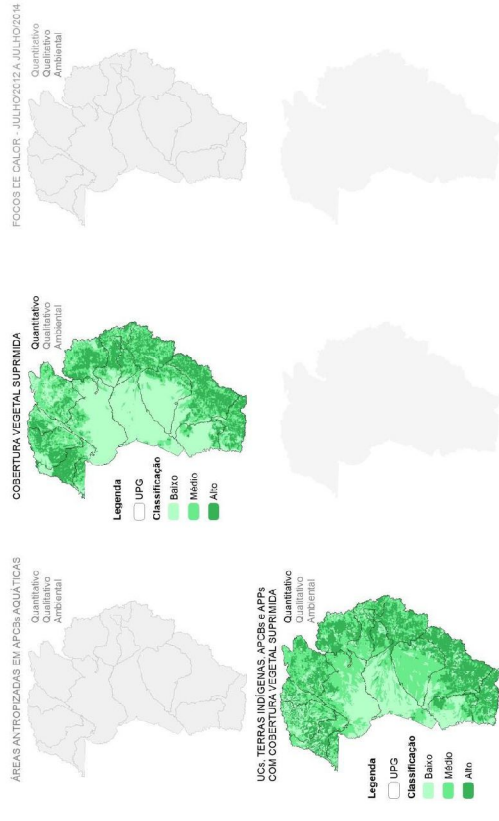 ÁREAS ANTROPIZADAS EM APCBs AQUÁTICAS
Quantitativo
Qualitativo
Ambiental
COBERTURA VEGETAL SUPRMIDA
Quantitativo
Qualitativo
Ambiental
Legenda
UPG
Classificação
Baixo
Médio
Alto
FOCOS DE CALOR - JULHO/2012 A JULHO/2014
Quantitativo
Qualitativo
Ambiental
UCs, TERRAS INDÍGENAS, APCBs e APPs
COM COBERTURA VEGETAL SUPRIMIDA
Quantitativo
Qualitativo
Ambiental
Legenda
UPG
Classificação
Baixo
Médio
Alto